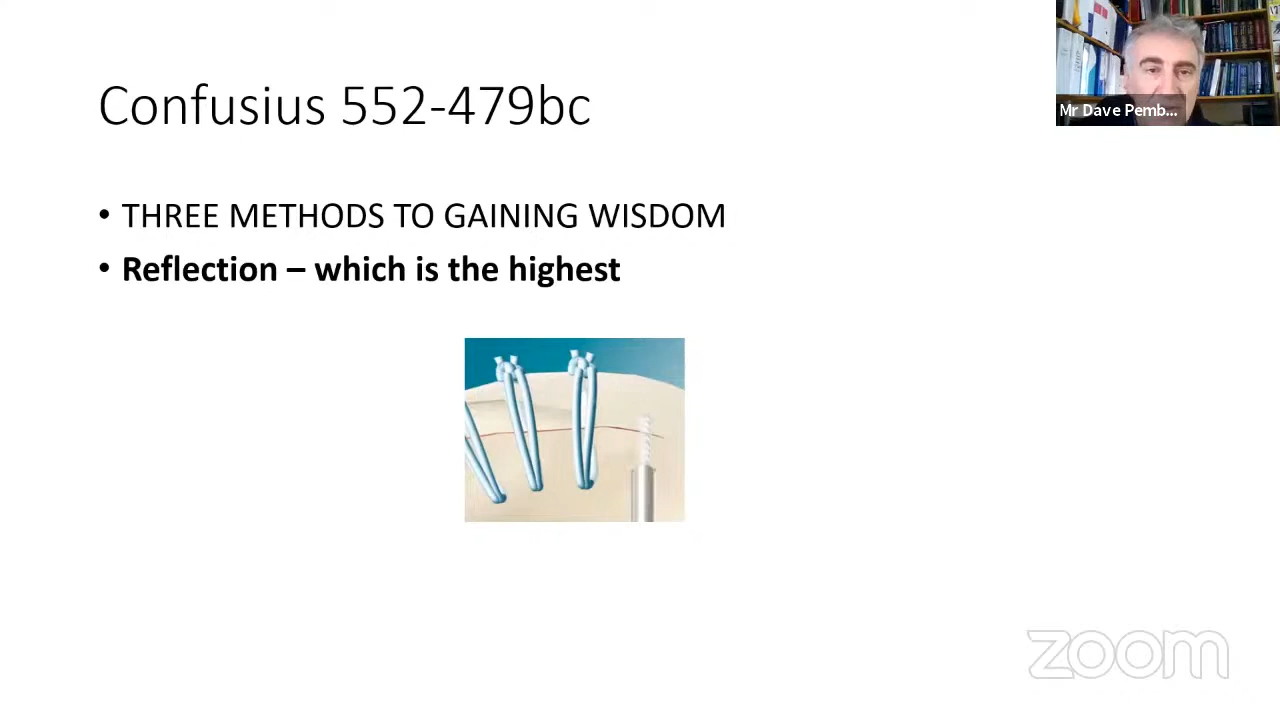 Confusius 552-479bc
Mr Dave Pemb...
• THREE METHODS TO GAINING WISDOM
• Reflection – which is the highest
zoom